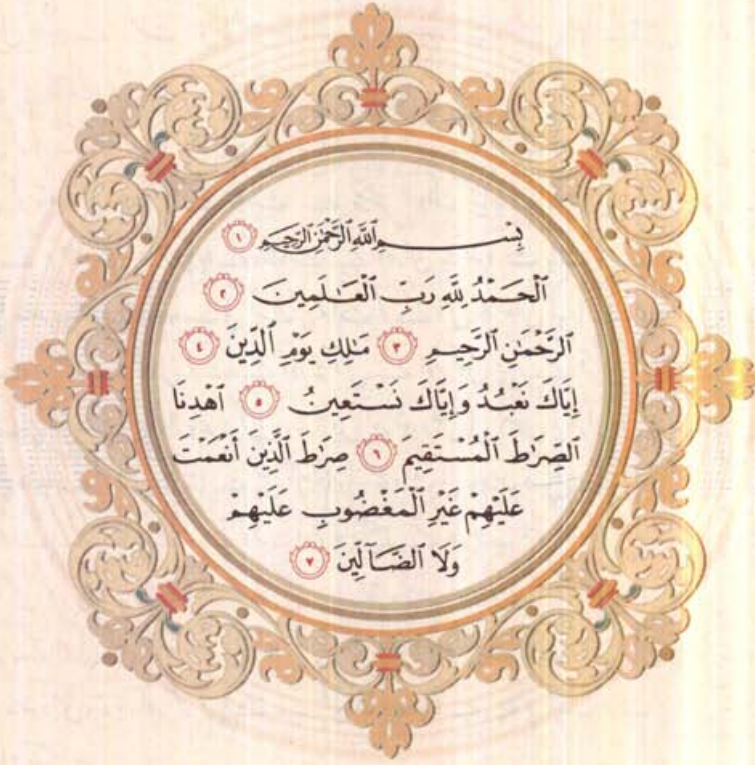 بِسْمِ ٱللَّهِ ٱلرَّحْمَٰنِ ٱلرَّحِيمِ ١
ٱلْحَمْدُ لِلَّهِ رَبِّ ٱلْعَٰلَمِينَ ٢
ٱلرَّحْمَٰنِ ٱلرَّحِيمِ ٣ مَٰلِكِ يَوْمِ ٱلدِّينِ ٤
إِيَّاكَ نَعْبُدُ وَإِيَّاكَ نَسْتَعِينُ ٥ ٱهْدِنَا
ٱلصِّرَٰطَ ٱلْمُسْتَقِيمَ ٦ صِرَٰطَ ٱلَّذِينَ أَنْعَمْتَ
عَلَيْهِمْ غَيْرِ ٱلْمَغْضُوبِ عَلَيْهِمْ
وَلَا ٱلضَّآلِّينَ ٧